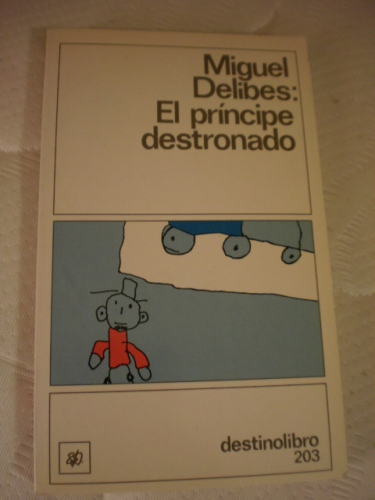 Miguel
Delibes:
El príncipe
destronado
destinolibro
203